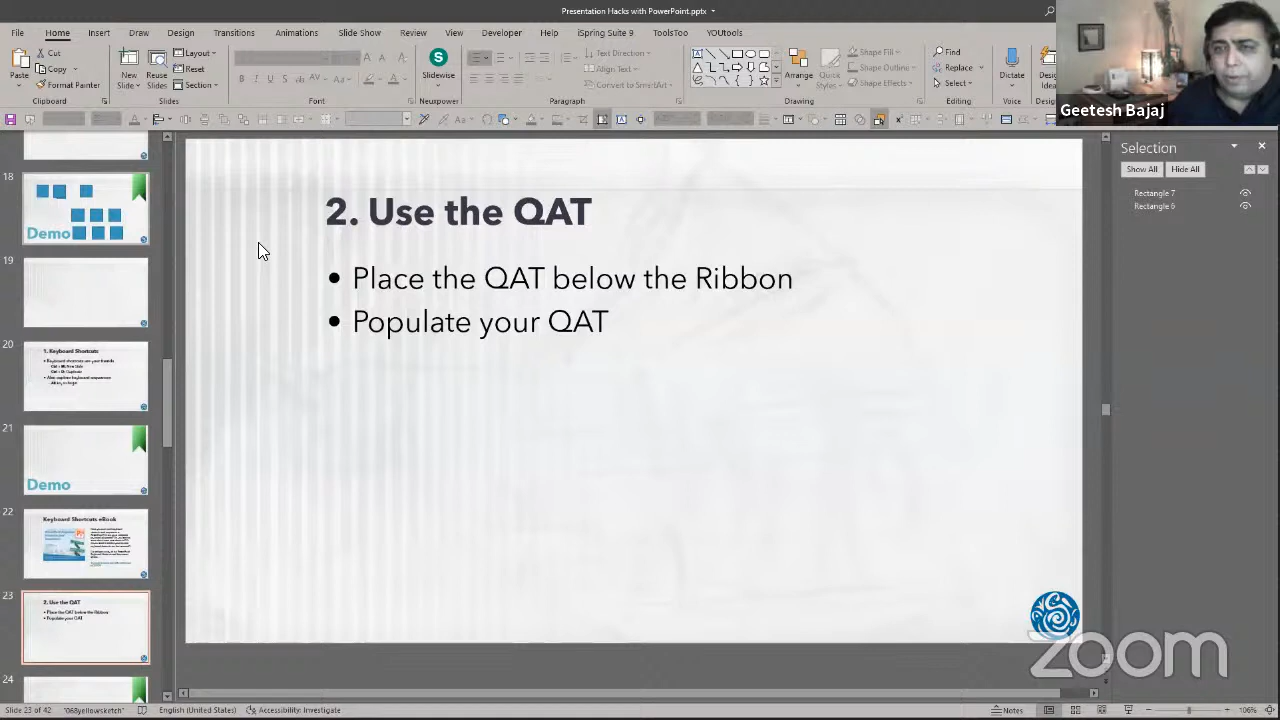 Presentation Hacks with PowerPoint.pptx
File Home Insert Draw Design Transitions Animations Slide Show Review View Developer Help iSpring Suite 9 ToolsToo YOUtools
Paste
Cut
Copy
Format Painter
Clipboard
New Slide
Reuse Slides
Layout
Reset
Section
Slides
Font
Slidewise
Neupower
Text Direction
Align Text
Convert to SmartArt
Paragraph
Arrange
Quick Styles
Shape Fill
Shape Outline
Shape Effects
Drawing
Find
Replace
Select
Editing
Dictate
Voice
Geetesh Bajaj
18
Demo
19
20
1. Keyboard Shortcuts
21
Demo
22
Keyboard Shortcuts eBook
23
2. Use the QAT
Place the QAT below the Ribbon
Populate your QAT
24
2. Use the QAT
• Place the QAT below the Ribbon
• Populate your QAT
Selection
Show All Hide All
Rectangle 7
Rectangle 6
zoom
Slide 23 of 42 "068yellowsketch" English (United States) Accessibility: Investigate Notes 106%